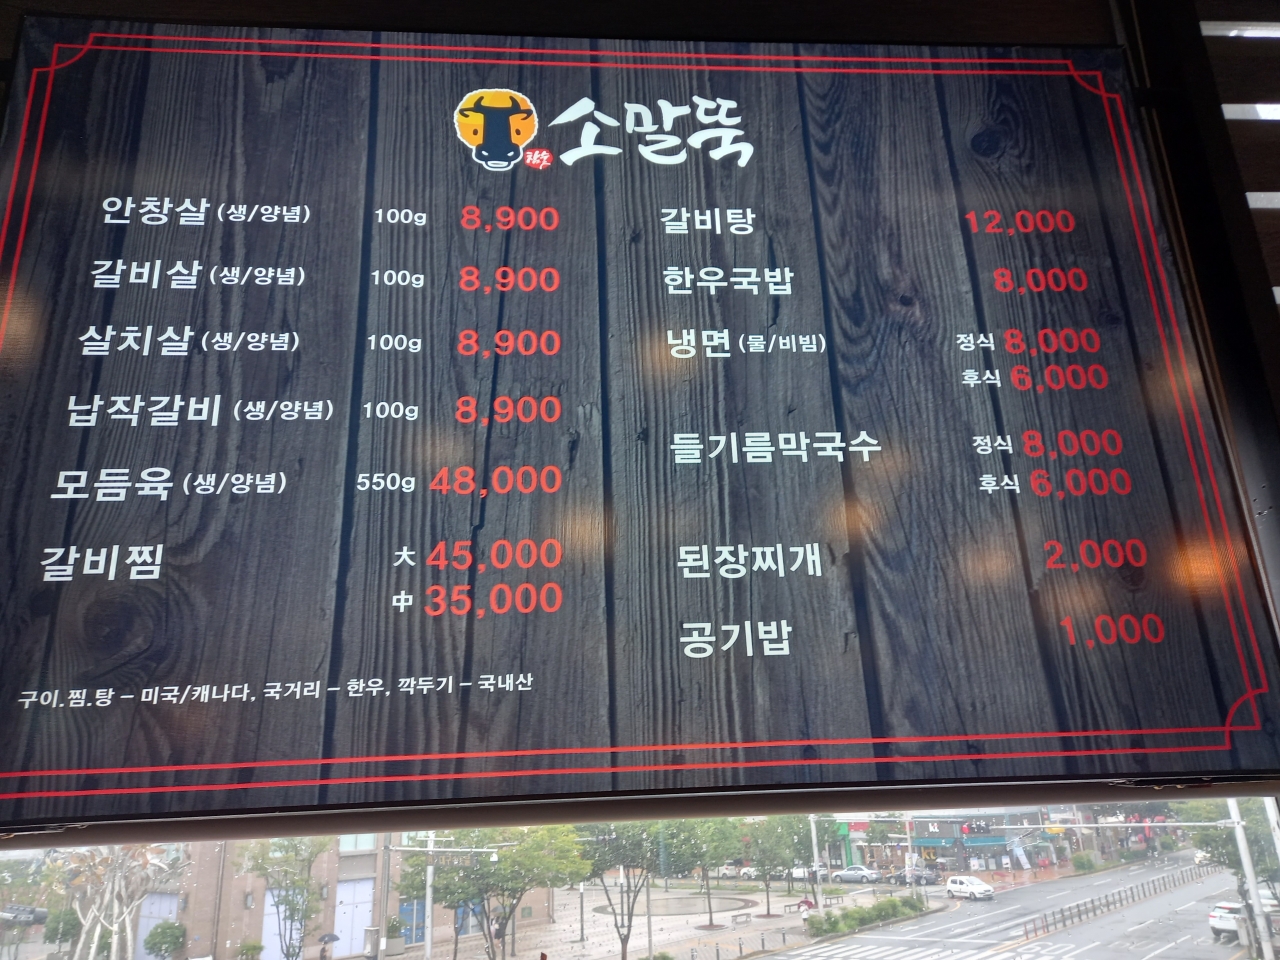 소말뚝
안창살 (생/양념) 100g 8,900
갈비살 (생/양념) 100g 8,900
살치살 (생/양념) 100g 8,900
납작갈비 (생/양념) 100g 8,900
모듬육 (생/양념) 550g 48,000
갈비찜 大 45,000
中 35,000
구이.찜.탕 – 미국/캐나다, 국거리 – 한우, 깍두기 – 국내산
갈비탕 12,000
한우국밥 8,000
냉면 (물/비빔) 정식 8,000
후식 6,000
들기름막국수 정식 8,000
후식 6,000
된장찌개 2,000
공기밥 1,000
kt